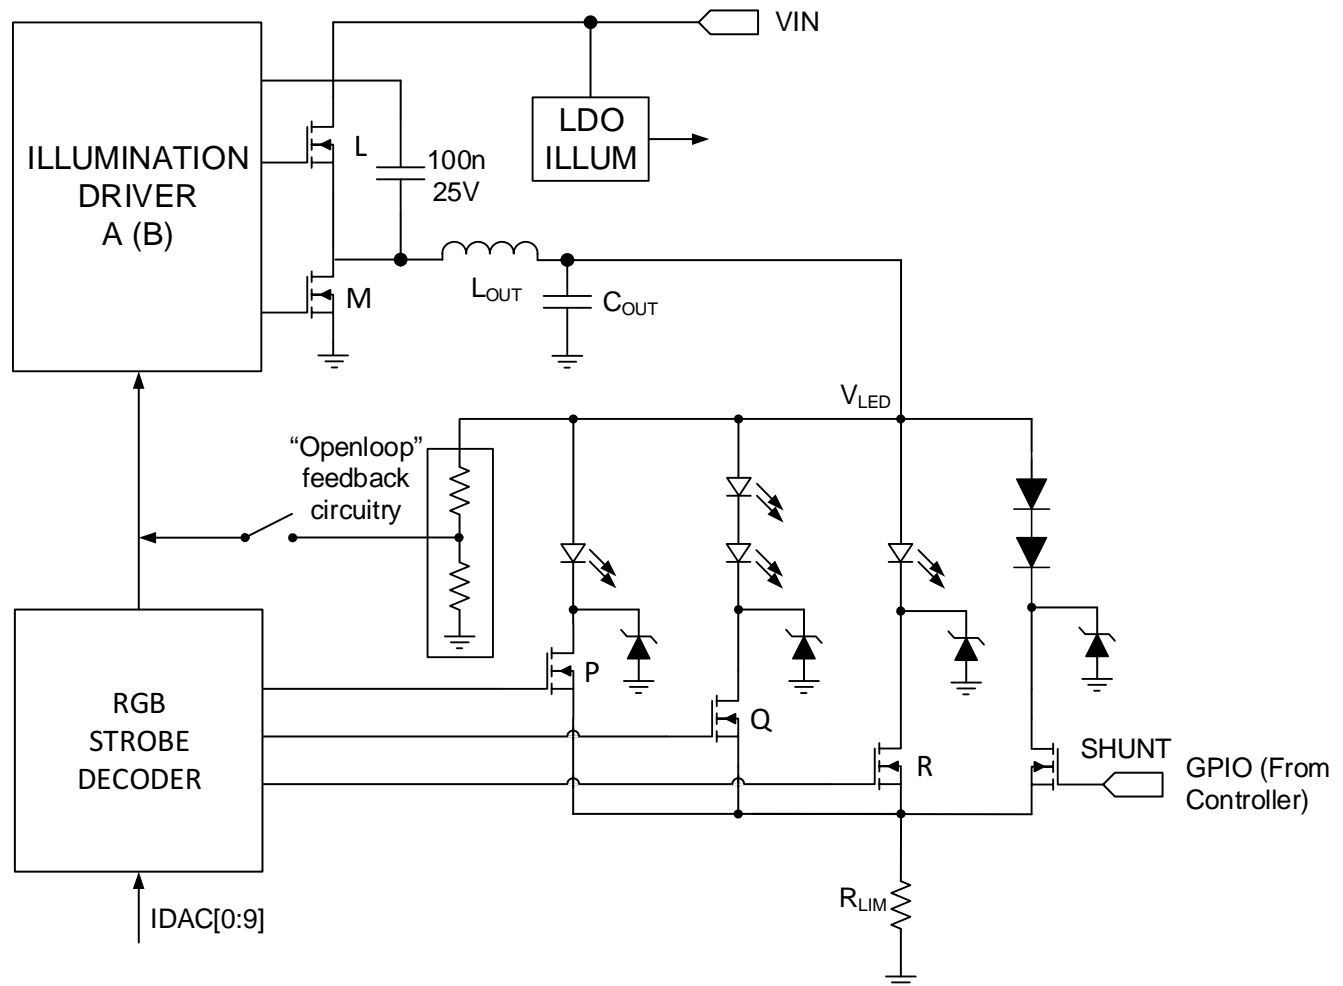 VIN
ILLUMINATION
DRIVER
A (B)
L
100n
25V
LDO
ILLUM
M
LOUT
COUT
VLED
“Openloop”
feedback
circuitry
P
Q
R
SHUNT
GPIO (From
Controller)
RGB
STROBE
DECODER
RLIM
IDAC[0:9]